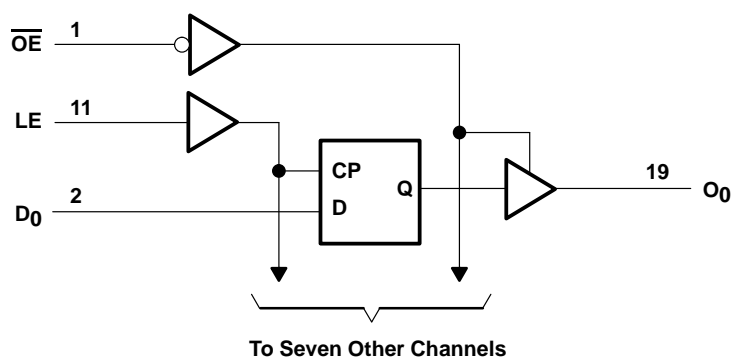 OE 1
LE 11
CP
Q
D
D0 2
19 O0
To Seven Other Channels